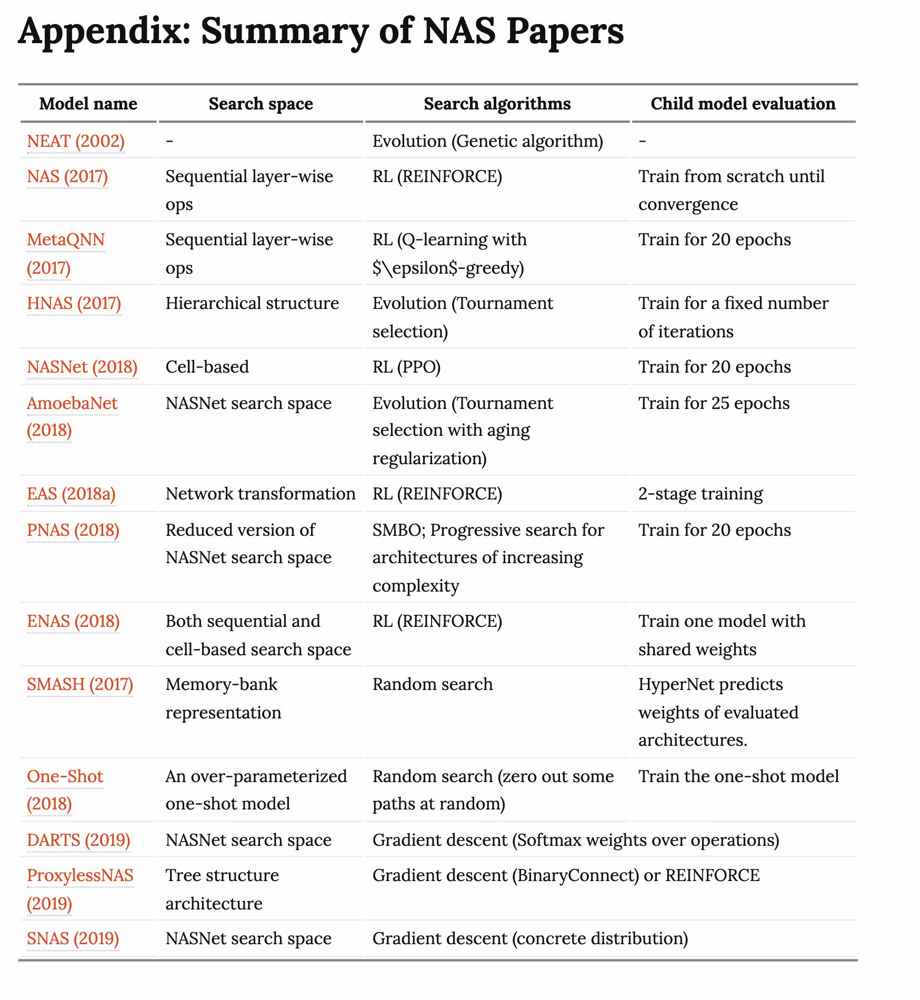 Appendix: Summary of NAS Papers
Model name Search space Search algorithms Child model evaluation
NEAT (2002) - Evolution (Genetic algorithm) -
NAS (2017) Sequential layer-wise RL (REINFORCE) Train from scratch until
ops convergence
MetaQNN Sequential layer-wise RL (Q-learning with Train for 20 epochs
(2017) ops $\epsilon$-greedy)
HNAS (2017) Hierarchical structure Evolution (Tournament Train for a fixed number
selection) of iterations
NASNet (2018) Cell-based RL (PPO) Train for 20 epochs
AmoebaNet NASNet search space Evolution (Tournament Train for 25 epochs
(2018) selection with aging
regularization)
EAS (2018a) Network transformation RL (REINFORCE) 2-stage training
PNAS (2018) Reduced version of SMBO; Progressive search for Train for 20 epochs
NASNet search space architectures of increasing
complexity
ENAS (2018) Both sequential and RL (REINFORCE) Train one model with
cell-based search space shared weights
SMASH (2017) Memory-bank Random search HyperNet predicts
representation weights of evaluated
architectures.
One-Shot An over-parameterized Random search (zero out some Train the one-shot model
(2018) one-shot model paths at random)
DARTS (2019) NASNet search space Gradient descent (Softmax weights over operations)
ProxylessNAS Tree structure Gradient descent (BinaryConnect) or REINFORCE
(2019) architecture
SNAS (2019) NASNet search space Gradient descent (concrete distribution)